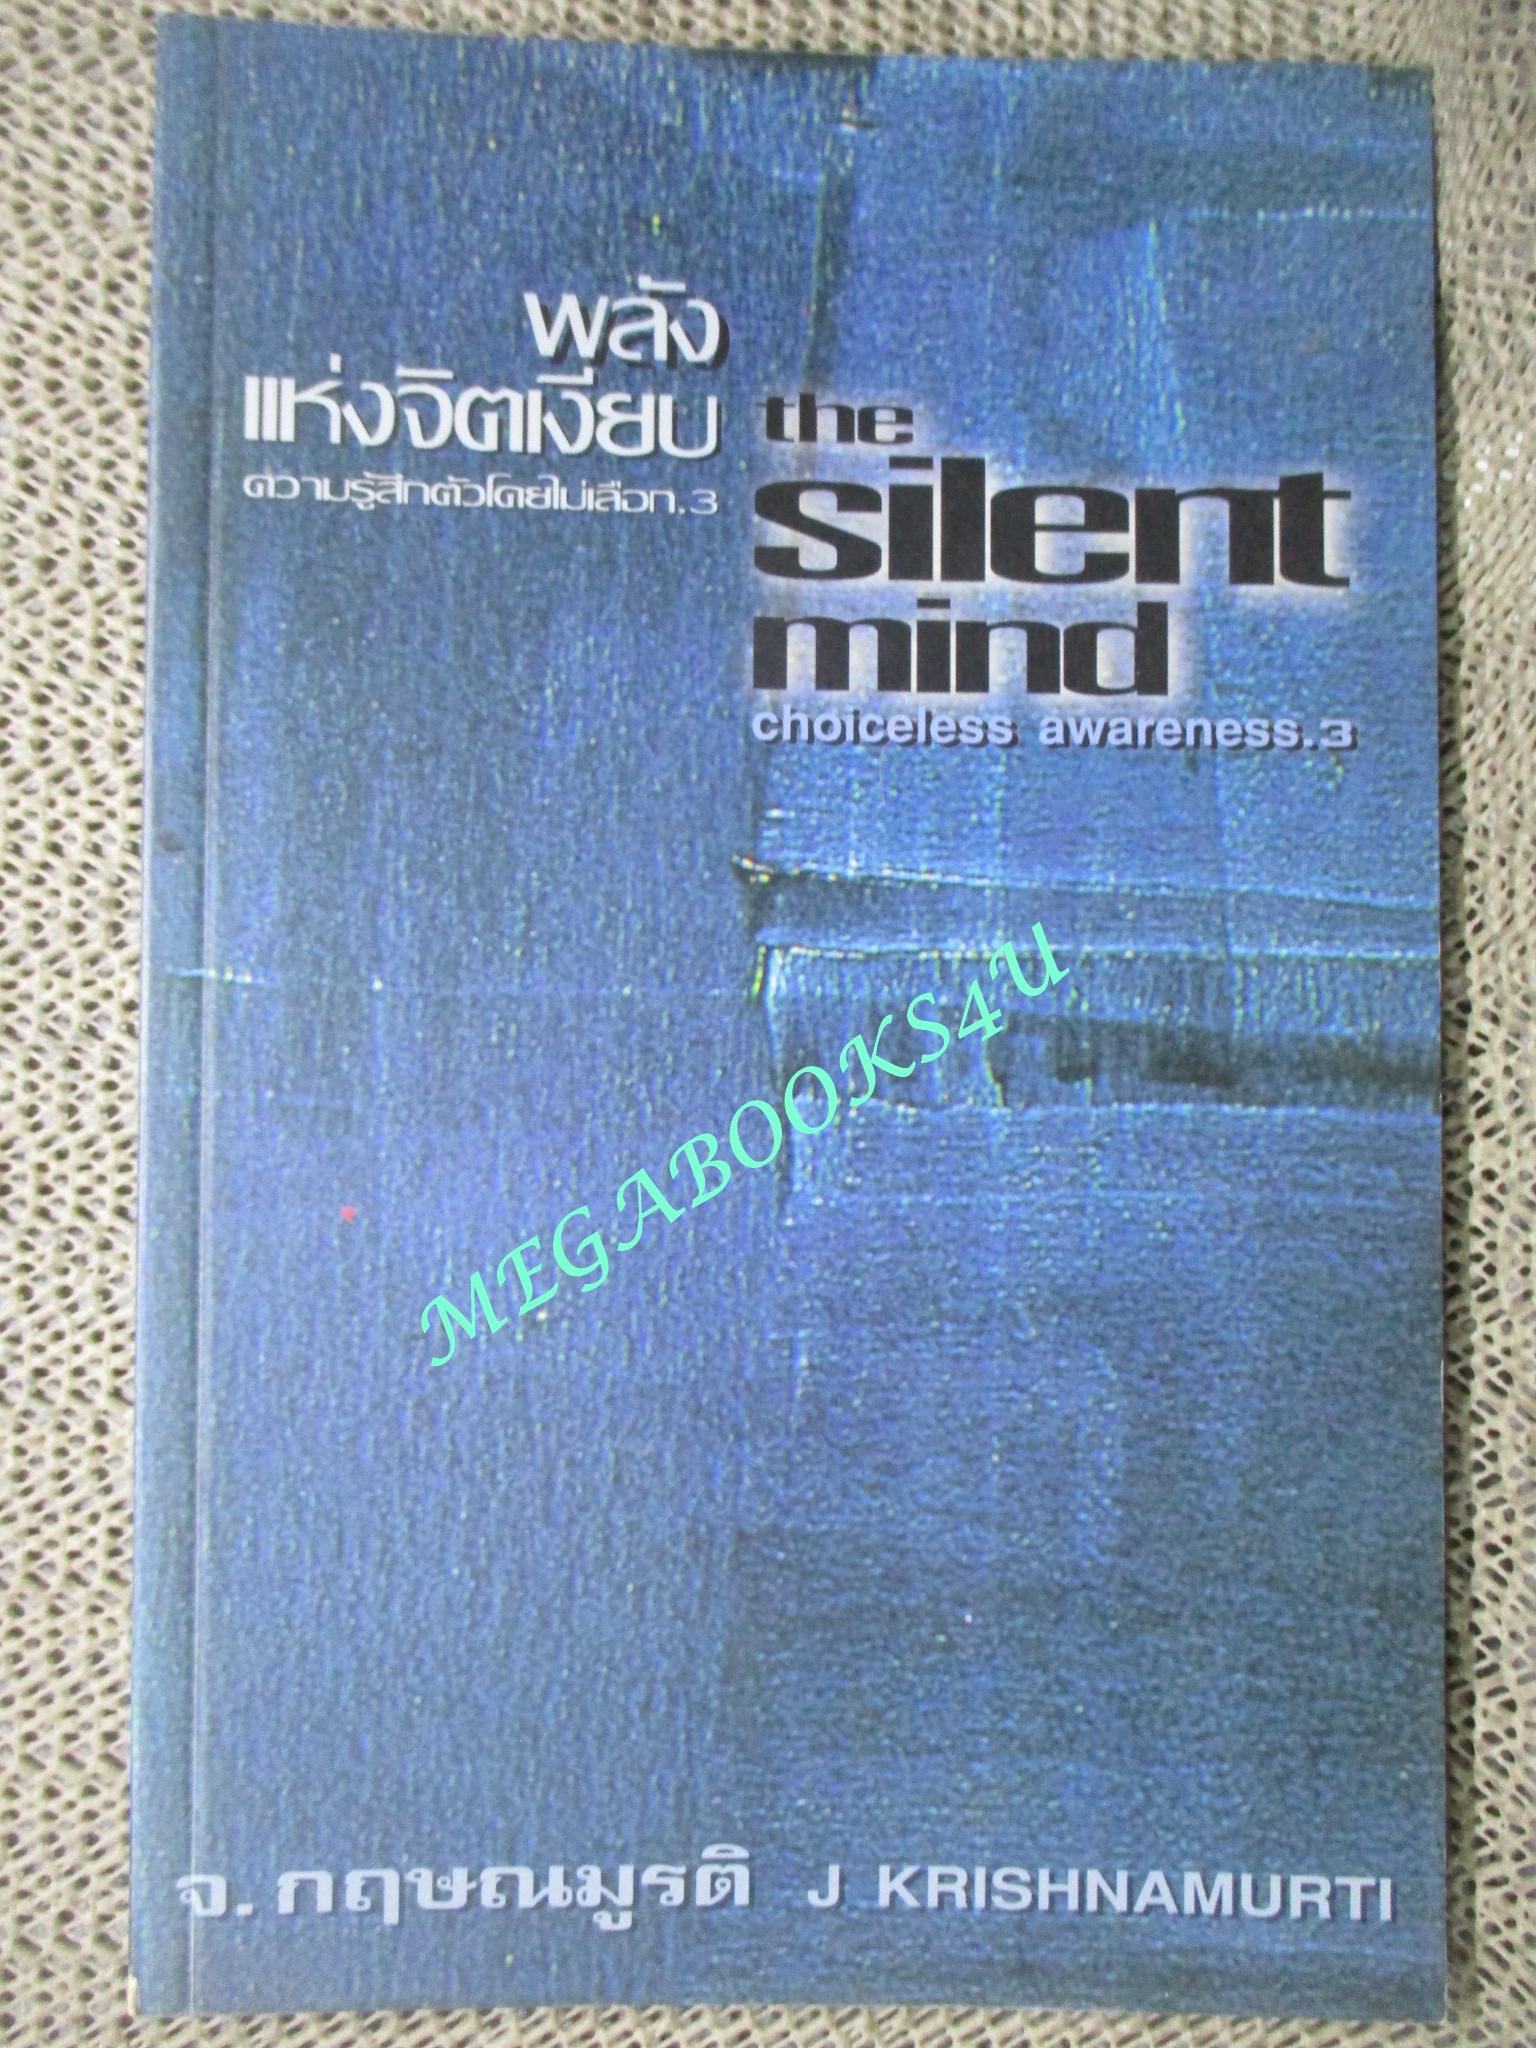 พลัง
แห่งจิตเงียบ
ความรู้สึกตัวโดยไม่เลือก.3
the
silent
mind
choiceless awareness.3
MEGABOOKS4U
จ. กฤษณมูรติ J KRISHNAMURTI